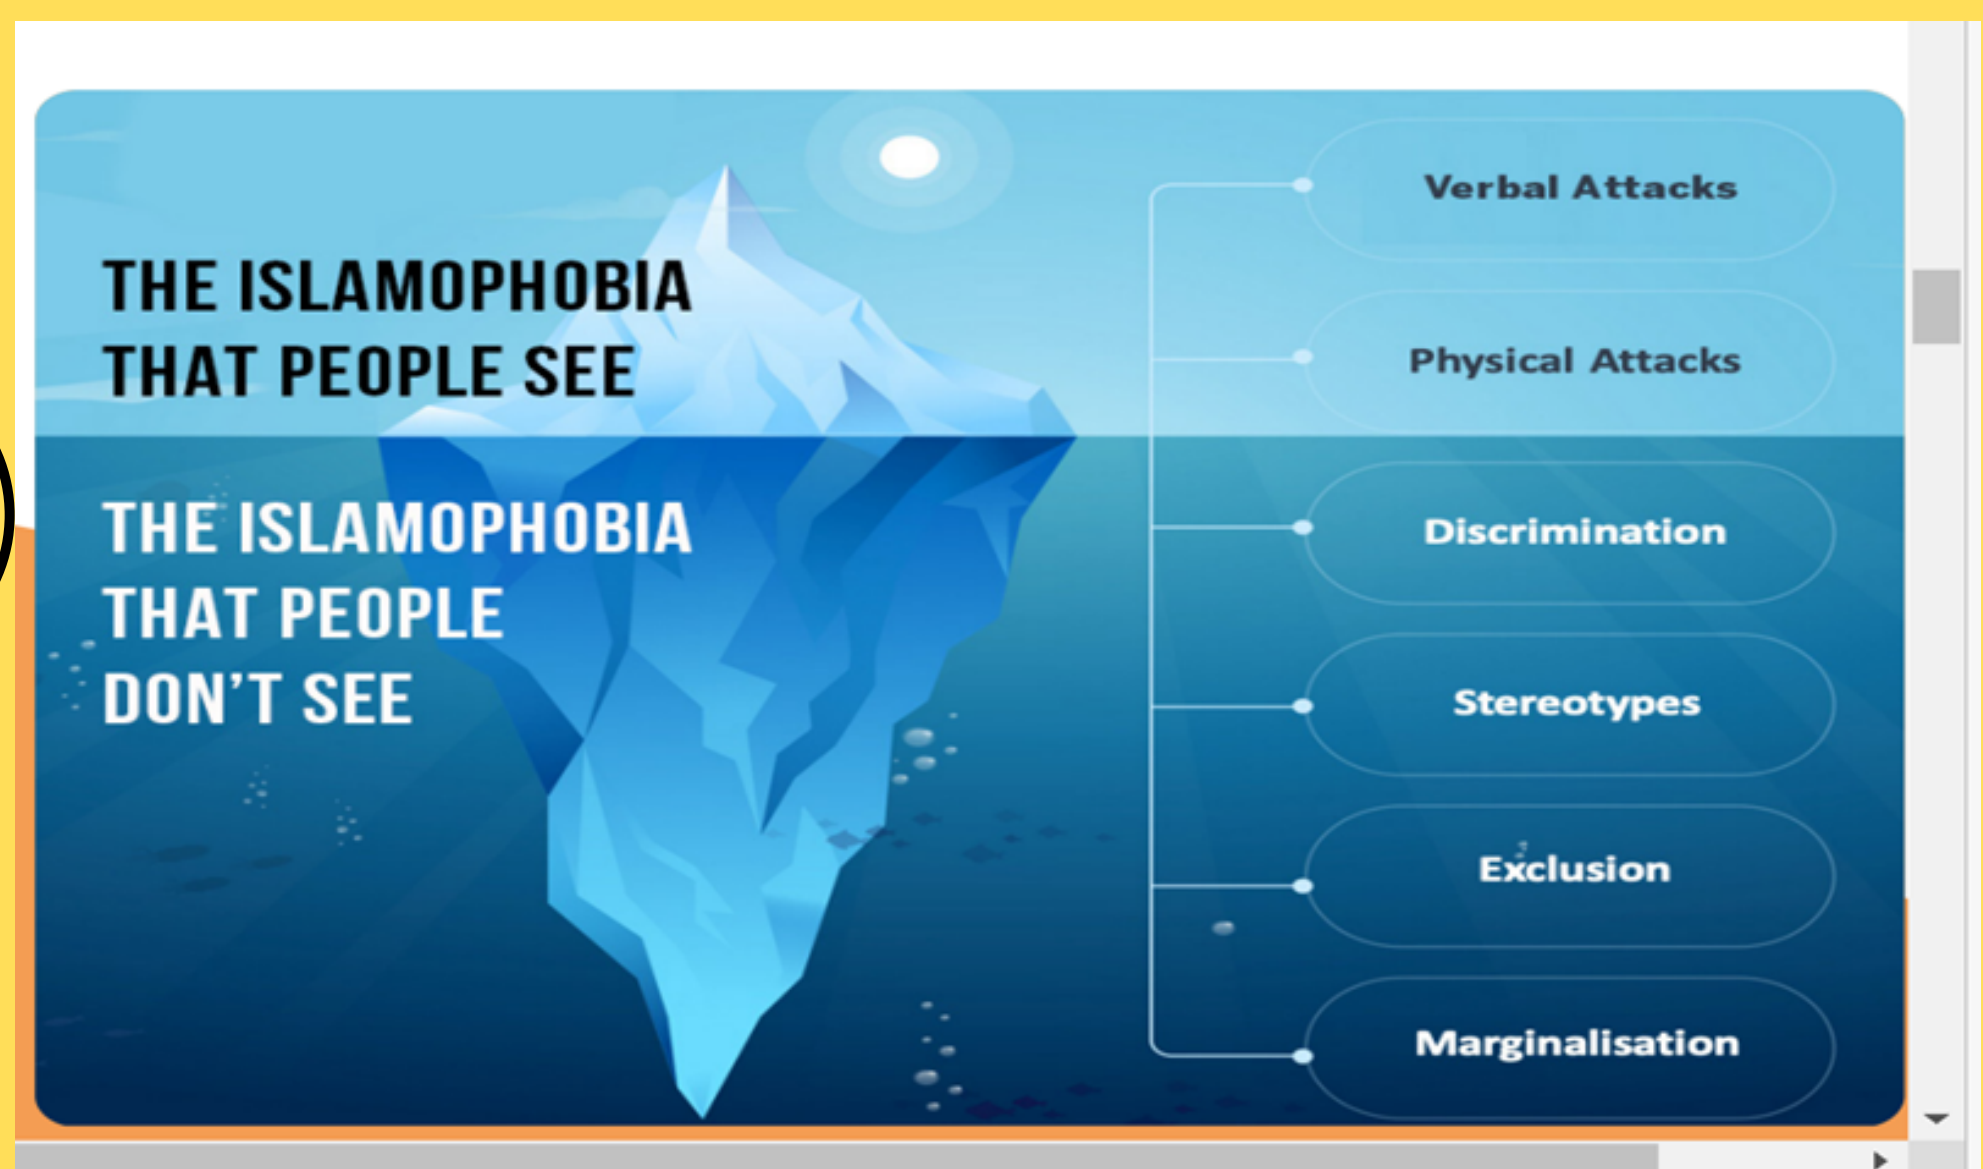 THE ISLAMOPHOBIA
THAT PEOPLE SEE
THE ISLAMOPHOBIA
THAT PEOPLE
DON'T SEE
Verbal Attacks
Physical Attacks
Discrimination
Stereotypes
Exclusion
Marginalisation